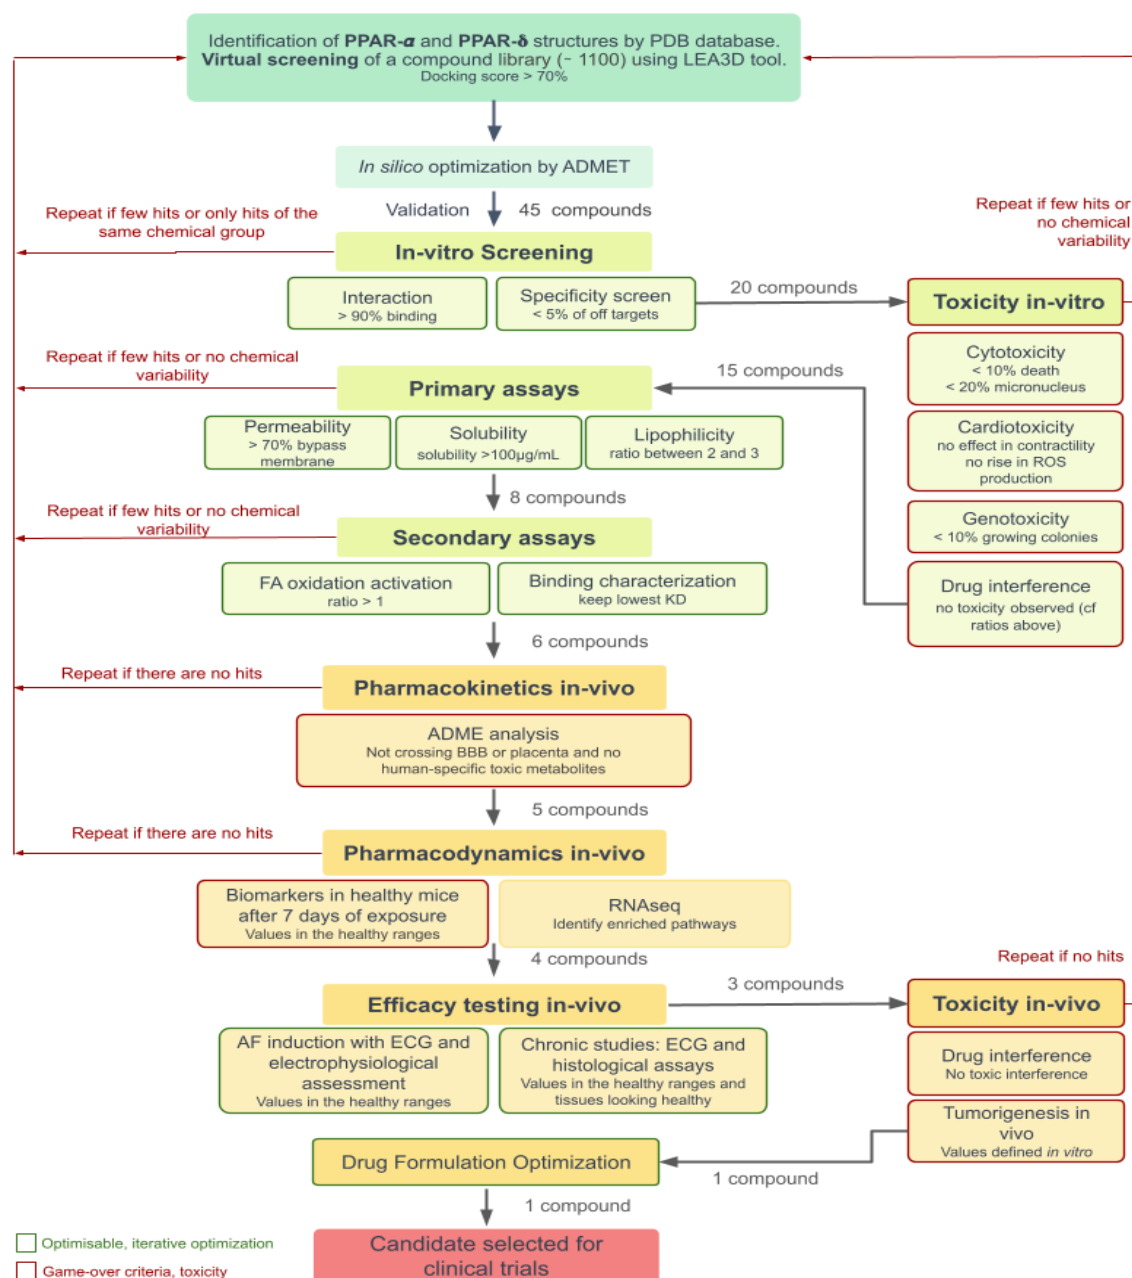 Identification of PPAR-α and PPAR-δ structures by PDB database.
Virtual screening of a compound library (~ 1100) using LEA3D tool.
Docking score > 70%
In silico optimization by ADMET
Validation
45 compounds
Repeat if few hits or only hits of the
same chemical group
In-vitro Screening
Interaction
> 90% binding
Specificity screen
< 5% of off targets
20 compounds
Repeat if few hits or
no chemical
variability
Toxicity in-vitro
Cytotoxicity
< 10% death
< 20% micronucleus
Cardiotoxicity
no effect in contractility
no rise in ROS
production
Genotoxicity
< 10% growing colonies
Drug interference
no toxicity observed (cf
ratios above)
15 compounds
Repeat if few hits or no chemical
variability
Primary assays
Permeability
> 70% bypass
membrane
Solubility
solubility >100µg/mL
Lipophilicity
ratio between 2 and 3
8 compounds
Repeat if few hits or no chemical
variability
Secondary assays
FA oxidation activation
ratio > 1
Binding characterization
keep lowest KD
6 compounds
Repeat if there are no hits
Pharmacokinetics in-vivo
ADME analysis
Not crossing BBB or placenta and no
human-specific toxic metabolites
5 compounds
Repeat if there are no hits
Pharmacodynamics in-vivo
Biomarkers in healthy mice
after 7 days of exposure
Values in the healthy ranges
RNAseq
Identify enriched pathways
4 compounds
Efficacy testing in-vivo
AF induction with ECG and
electrophysiological
assessment
Values in the healthy ranges
Chronic studies: ECG and
histological assays
Values in the healthy ranges and
tissues looking healthy
3 compounds
Repeat if no hits
Toxicity in-vivo
Drug interference
No toxic interference
Tumorigenesis in
vivo
Values defined in vitro
1 compound
Drug Formulation Optimization
1 compound
Candidate selected for
clinical trials
Optimisable, iterative optimization
Game-over criteria, toxicity